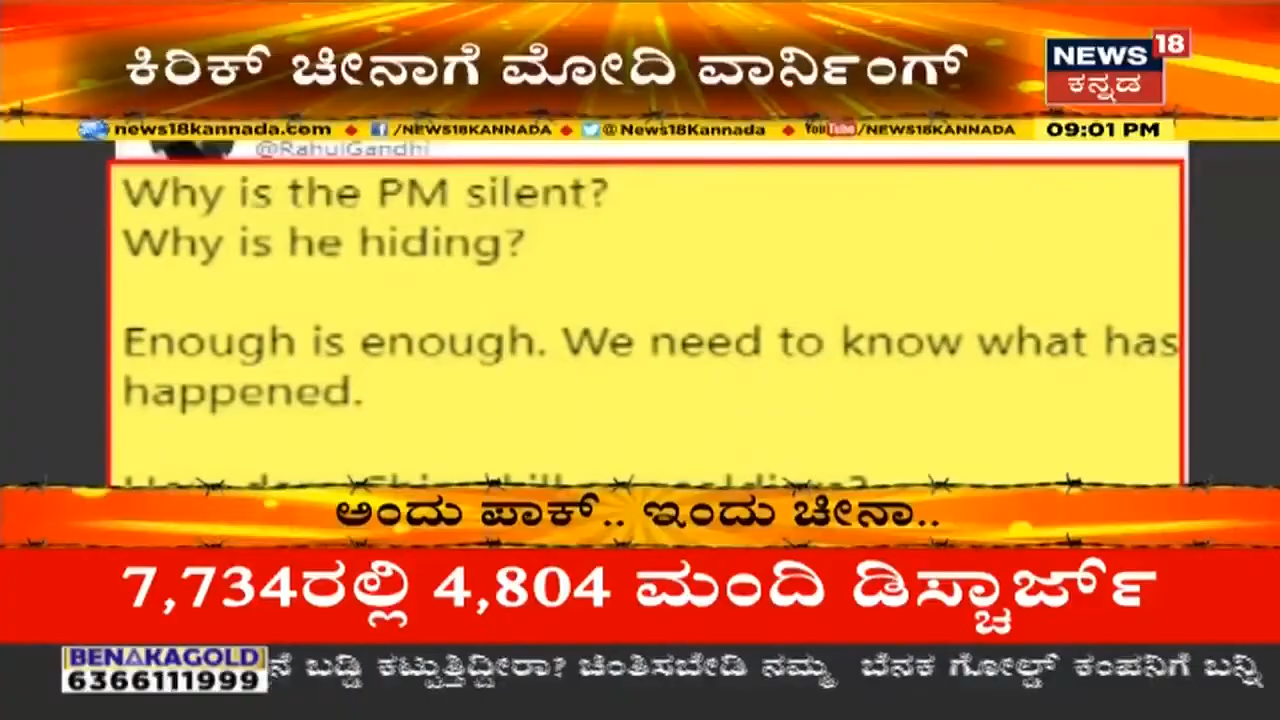 ಕಿರಿಕ್ ಚೀನಾಗೆ ಮೋದಿ ವಾರ್ನಿಂಗ್
NEWS 18
ಕನ್ನಡ
news18kannada.com /NEWS18KANNADA @News18Kannada YouTube/NEWS18KANNADA 09:01 PM
@RahulGandhi
Why is the PM silent?
Why is he hiding?
Enough is enough. We need to know what has
happened.
ಅಂದು ಪಾಕ್.. ಇಂದು ಚೀನಾ..
7,734ರಲ್ಲಿ 4,804 ಮಂದಿ ಡಿಸ್ಚಾರ್ಜ್
BENAKAGOLD
6366111999
ಬಡ್ಡಿ ಕಟ್ಟುತ್ತಿದ್ದೀರಾ? ಚಿಂತಿಸಬೇಡಿ ನಮ್ಮ ಬೆನಕ ಗೋಲ್ಡ್ ಕಂಪನಿಗೆ ಬನ್ನಿ